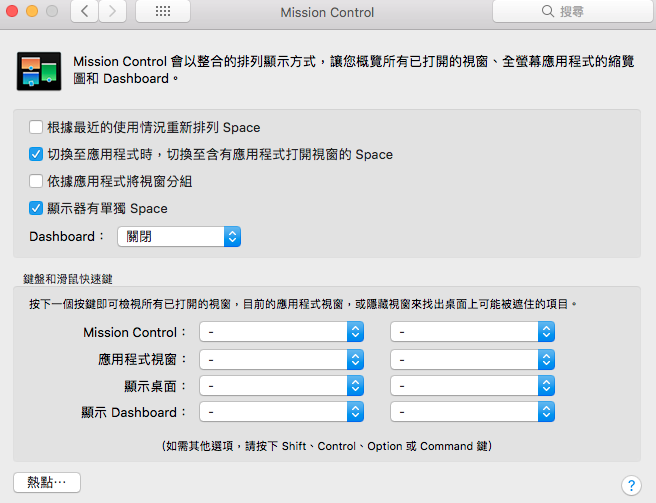 Mission Control
搜尋
Mission Control 會以整合的排列顯示方式，讓您概覽所有已打開的視窗、全螢幕應用程式的縮覽
圖和 Dashboard。
根據最近的使用情況重新排列 Space
切換至應用程式時，切換至含有應用程式打開視窗的 Space
依據應用程式將視窗分組
顯示器有單獨 Space
Dashboard： 關閉
鍵盤和滑鼠快速鍵
按下一個按鍵即可檢視所有已打開的視窗，目前的應用程式視窗，或隱藏視窗來找出桌面上可能被遮住的項目。
Mission Control： - -
應用程式視窗： - -
顯示桌面： - -
顯示 Dashboard： - -
(如需其他選項，請按下 Shift、Control、Option 或 Command 鍵)
熱點⋯ ?